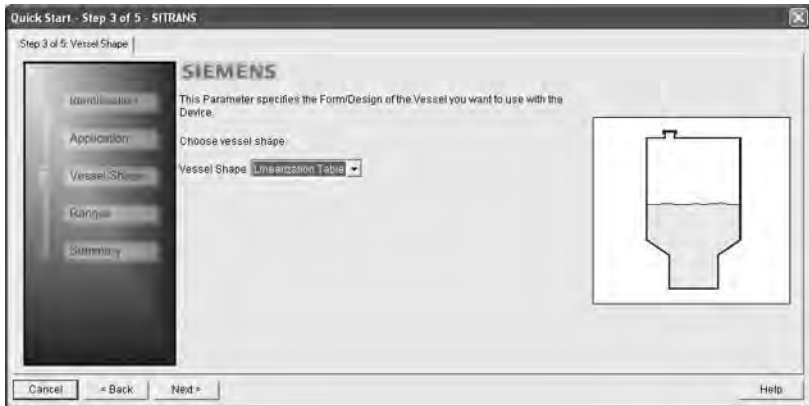 Quick Start - Step 3 of 5 - SITRANS
Step 3 of 5: Vessel Shape
SIEMENS
Identification
This Parameter specifies the Form/Design of the Vessel you want to use with the
Device.
Application
Choose vessel shape.
Vessel Shape
Vessel Shape Linearization Table
Ranges
Summary
Cancel
< Back
Next >
Help